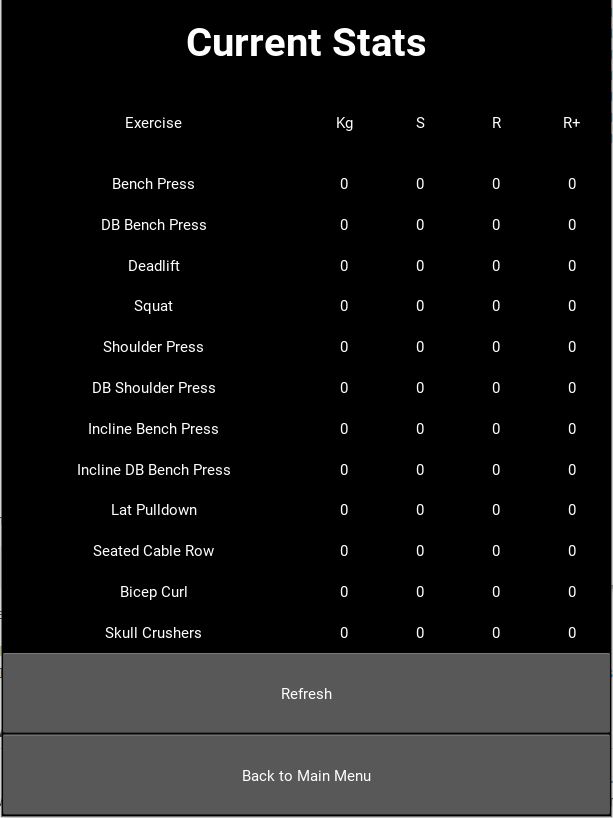 Current Stats
Exercise Kg S R R+
Bench Press 0 0 0 0
DB Bench Press 0 0 0 0
Deadlift 0 0 0 0
Squat 0 0 0 0
Shoulder Press 0 0 0 0
DB Shoulder Press 0 0 0 0
Incline Bench Press 0 0 0 0
Incline DB Bench Press 0 0 0 0
Lat Pulldown 0 0 0 0
Seated Cable Row 0 0 0 0
Bicep Curl 0 0 0 0
Skull Crushers 0 0 0 0
Refresh
Back to Main Menu